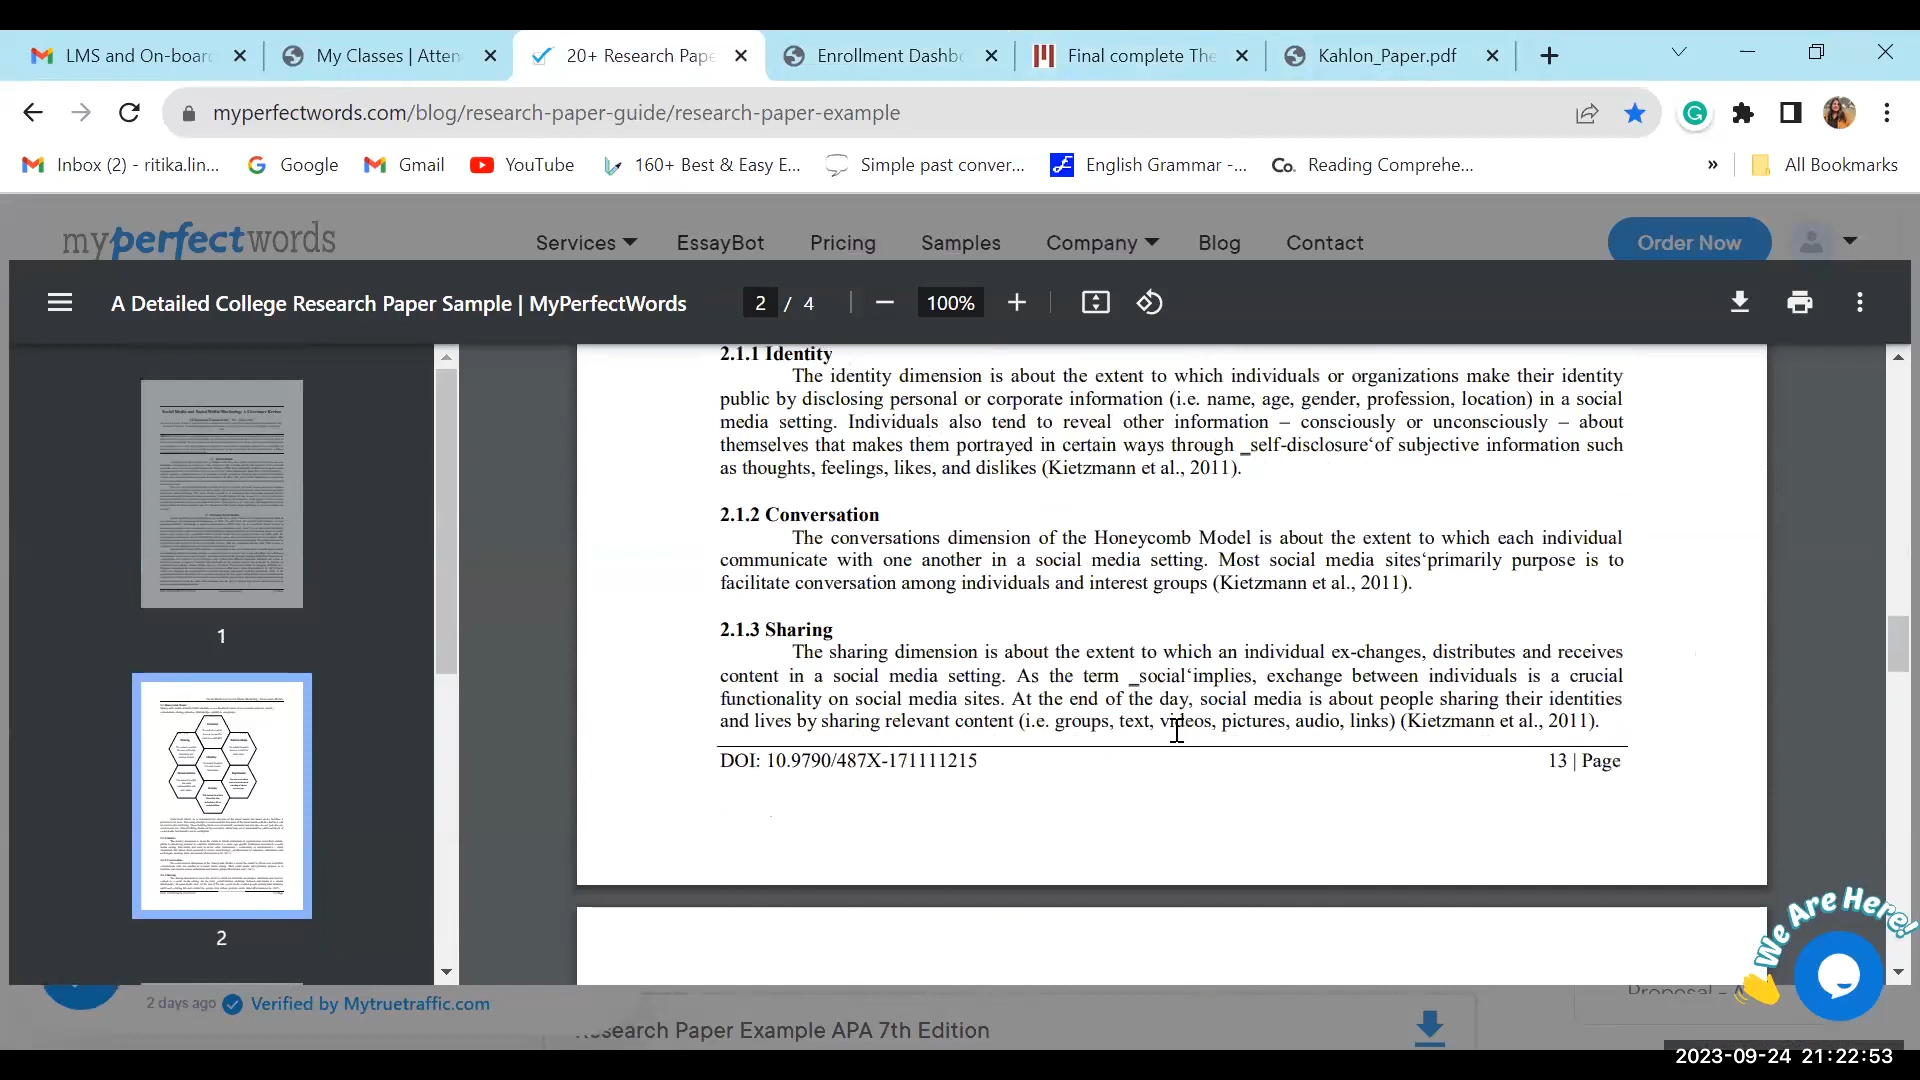 LMS and On-boar
My Classes | Atten
20+ Research Pape
Enrollment Dashbo
Final complete The
Kahlon_Paper.pdf
myperfectwords.com/blog/research-paper-guide/research-paper-example
Inbox (2) - ritika.lin...
Google
Gmail
YouTube
160+ Best & Easy E...
Simple past conver...
English Grammar -...
Co. Reading Comprehe...
»
All Bookmarks
myperfectwords
Services
EssayBot
Pricing
Samples
Company
Blog
Contact
Order Now
A Detailed College Research Paper Sample | MyPerfectWords
2 / 4
100%
2.1.1 Identity
The identity dimension is about the extent to which individuals or organizations make their identity
public by disclosing personal or corporate information (i.e. name, age, gender, profession, location) in a social
media setting. Individuals also tend to reveal other information – consciously or unconsciously – about
themselves that makes them portrayed in certain ways through _self-disclosure‘of subjective information such
as thoughts, feelings, likes, and dislikes (Kietzmann et al., 2011).
2.1.2 Conversation
The conversations dimension of the Honeycomb Model is about the extent to which each individual
communicate with one another in a social media setting. Most social media sites‘primarily purpose is to
facilitate conversation among individuals and interest groups (Kietzmann et al., 2011).
2.1.3 Sharing
The sharing dimension is about the extent to which an individual ex-changes, distributes and receives
content in a social media setting. As the term _social‘implies, exchange between individuals is a crucial
functionality on social media sites. At the end of the day, social media is about people sharing their identities
and lives by sharing relevant content (i.e. groups, text, videos, pictures, audio, links) (Kietzmann et al., 2011).
DOI: 10.9790/487X-171111215
13 | Page
1
2
We Are Here!
2 days ago Verified by Mytruetraffic.com
Research Paper Example APA 7th Edition
2023-09-24 21:22:53